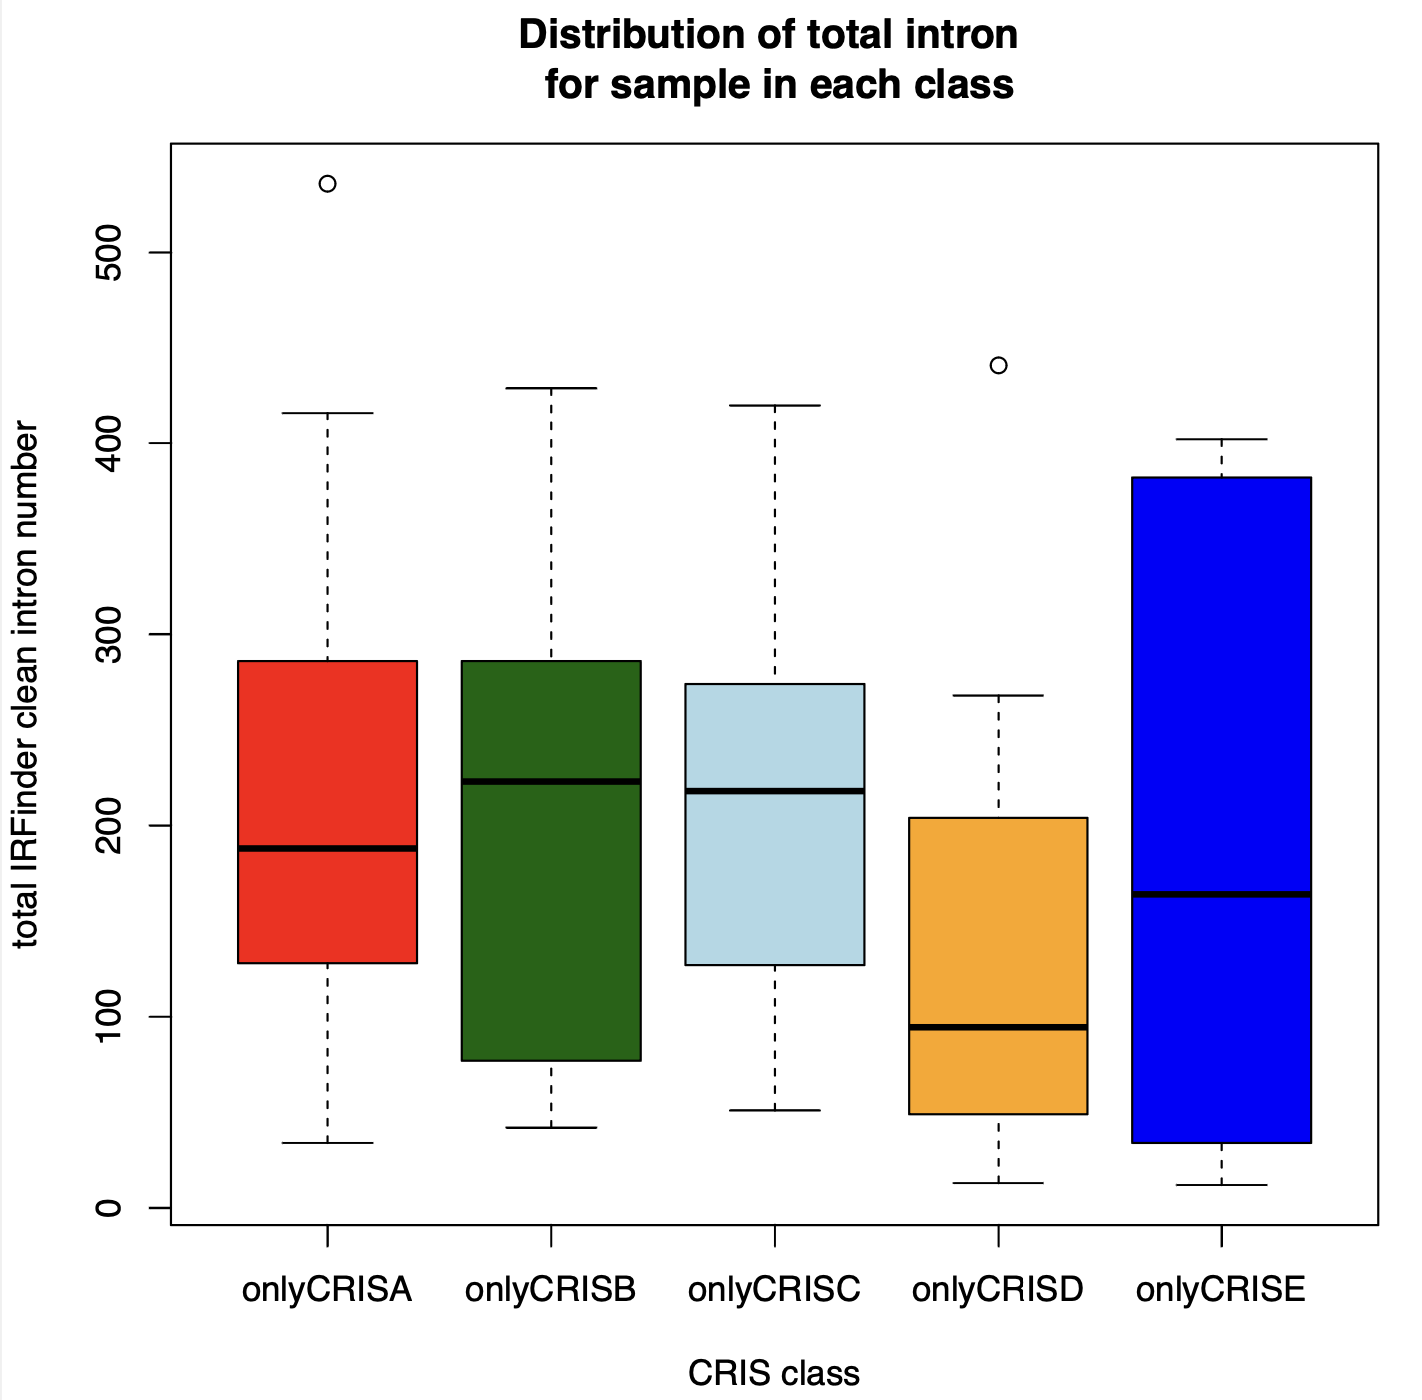 Distribution of total intron
for sample in each class
total IRFinder clean intron number
500
400
300
200
100
0
onlyCRISA onlyCRISB onlyCRISC onlyCRISD onlyCRISE
CRIS class